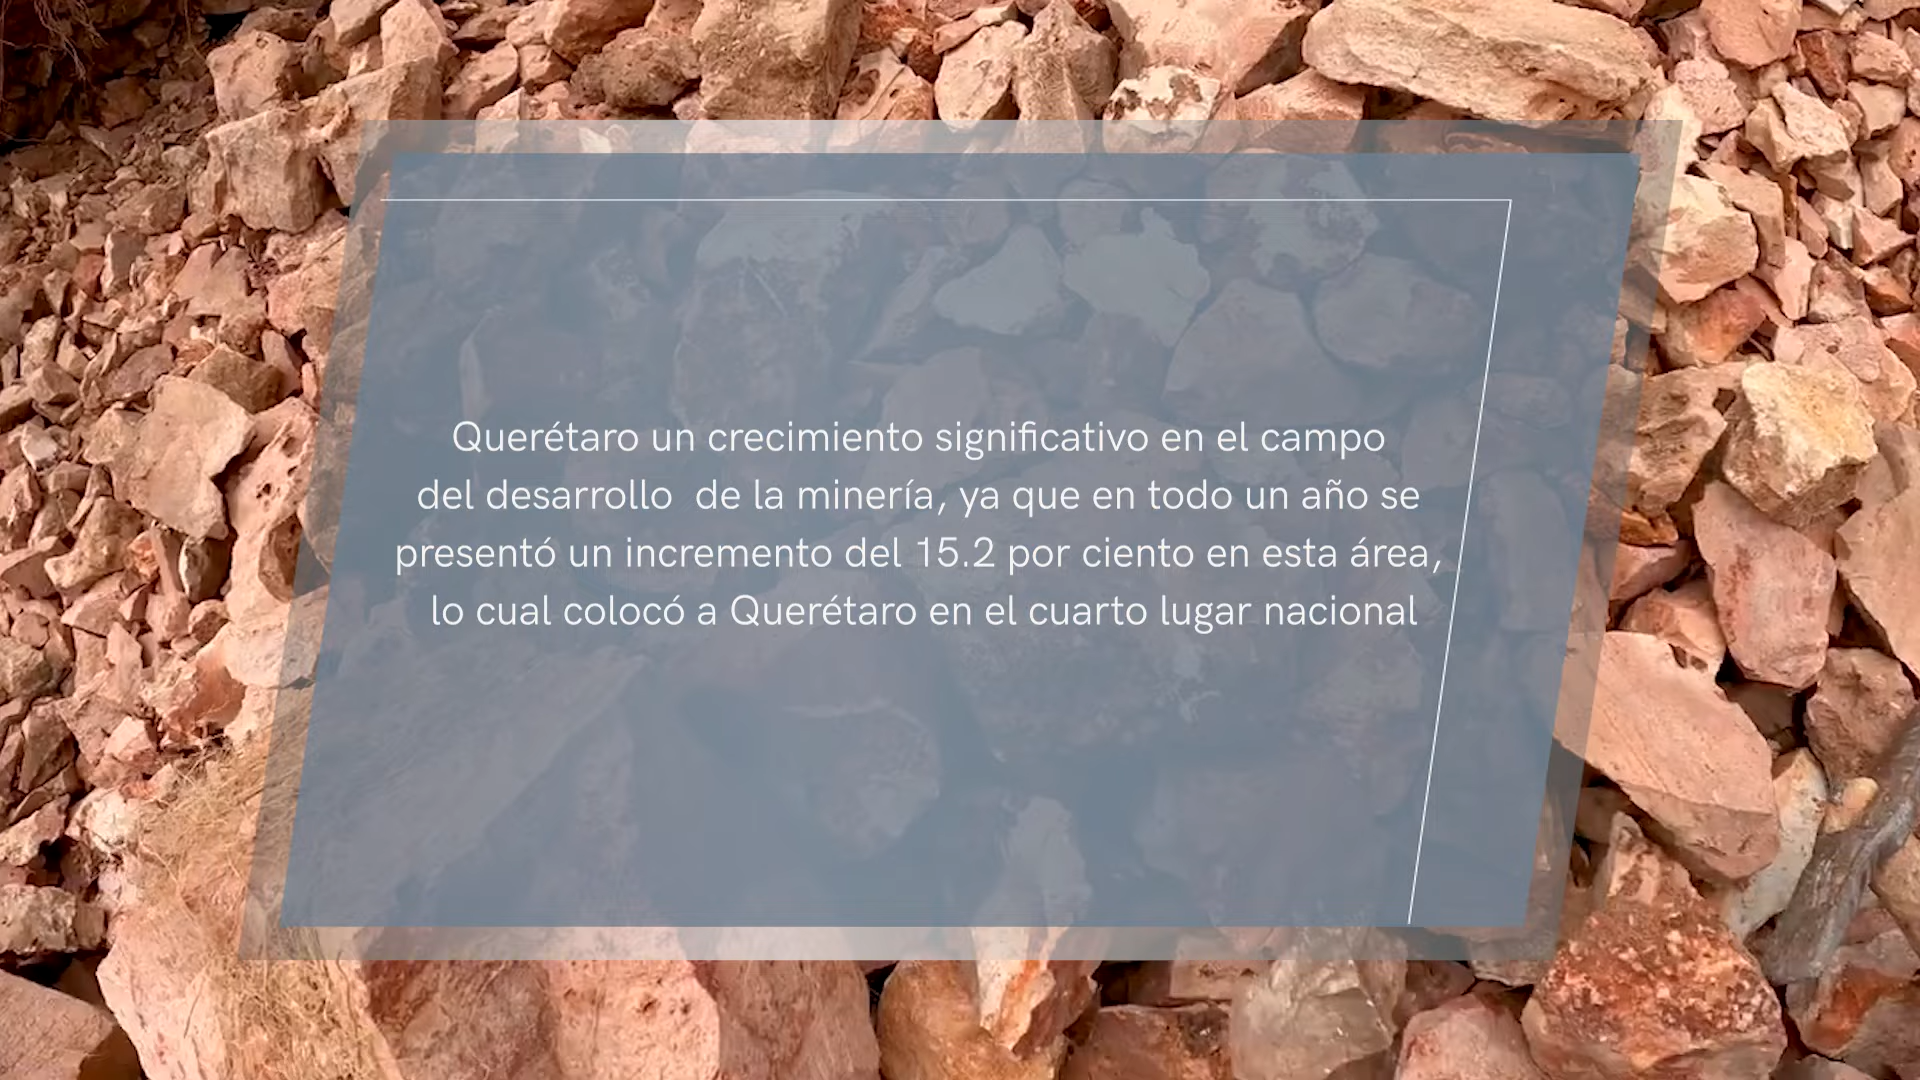 Querétaro un crecimiento significativo en el campo
del desarrollo  de la minería, ya que en todo un año se
presentó un incremento del 15.2 por ciento en esta área,
lo cual colocó a Querétaro en el cuarto lugar nacional